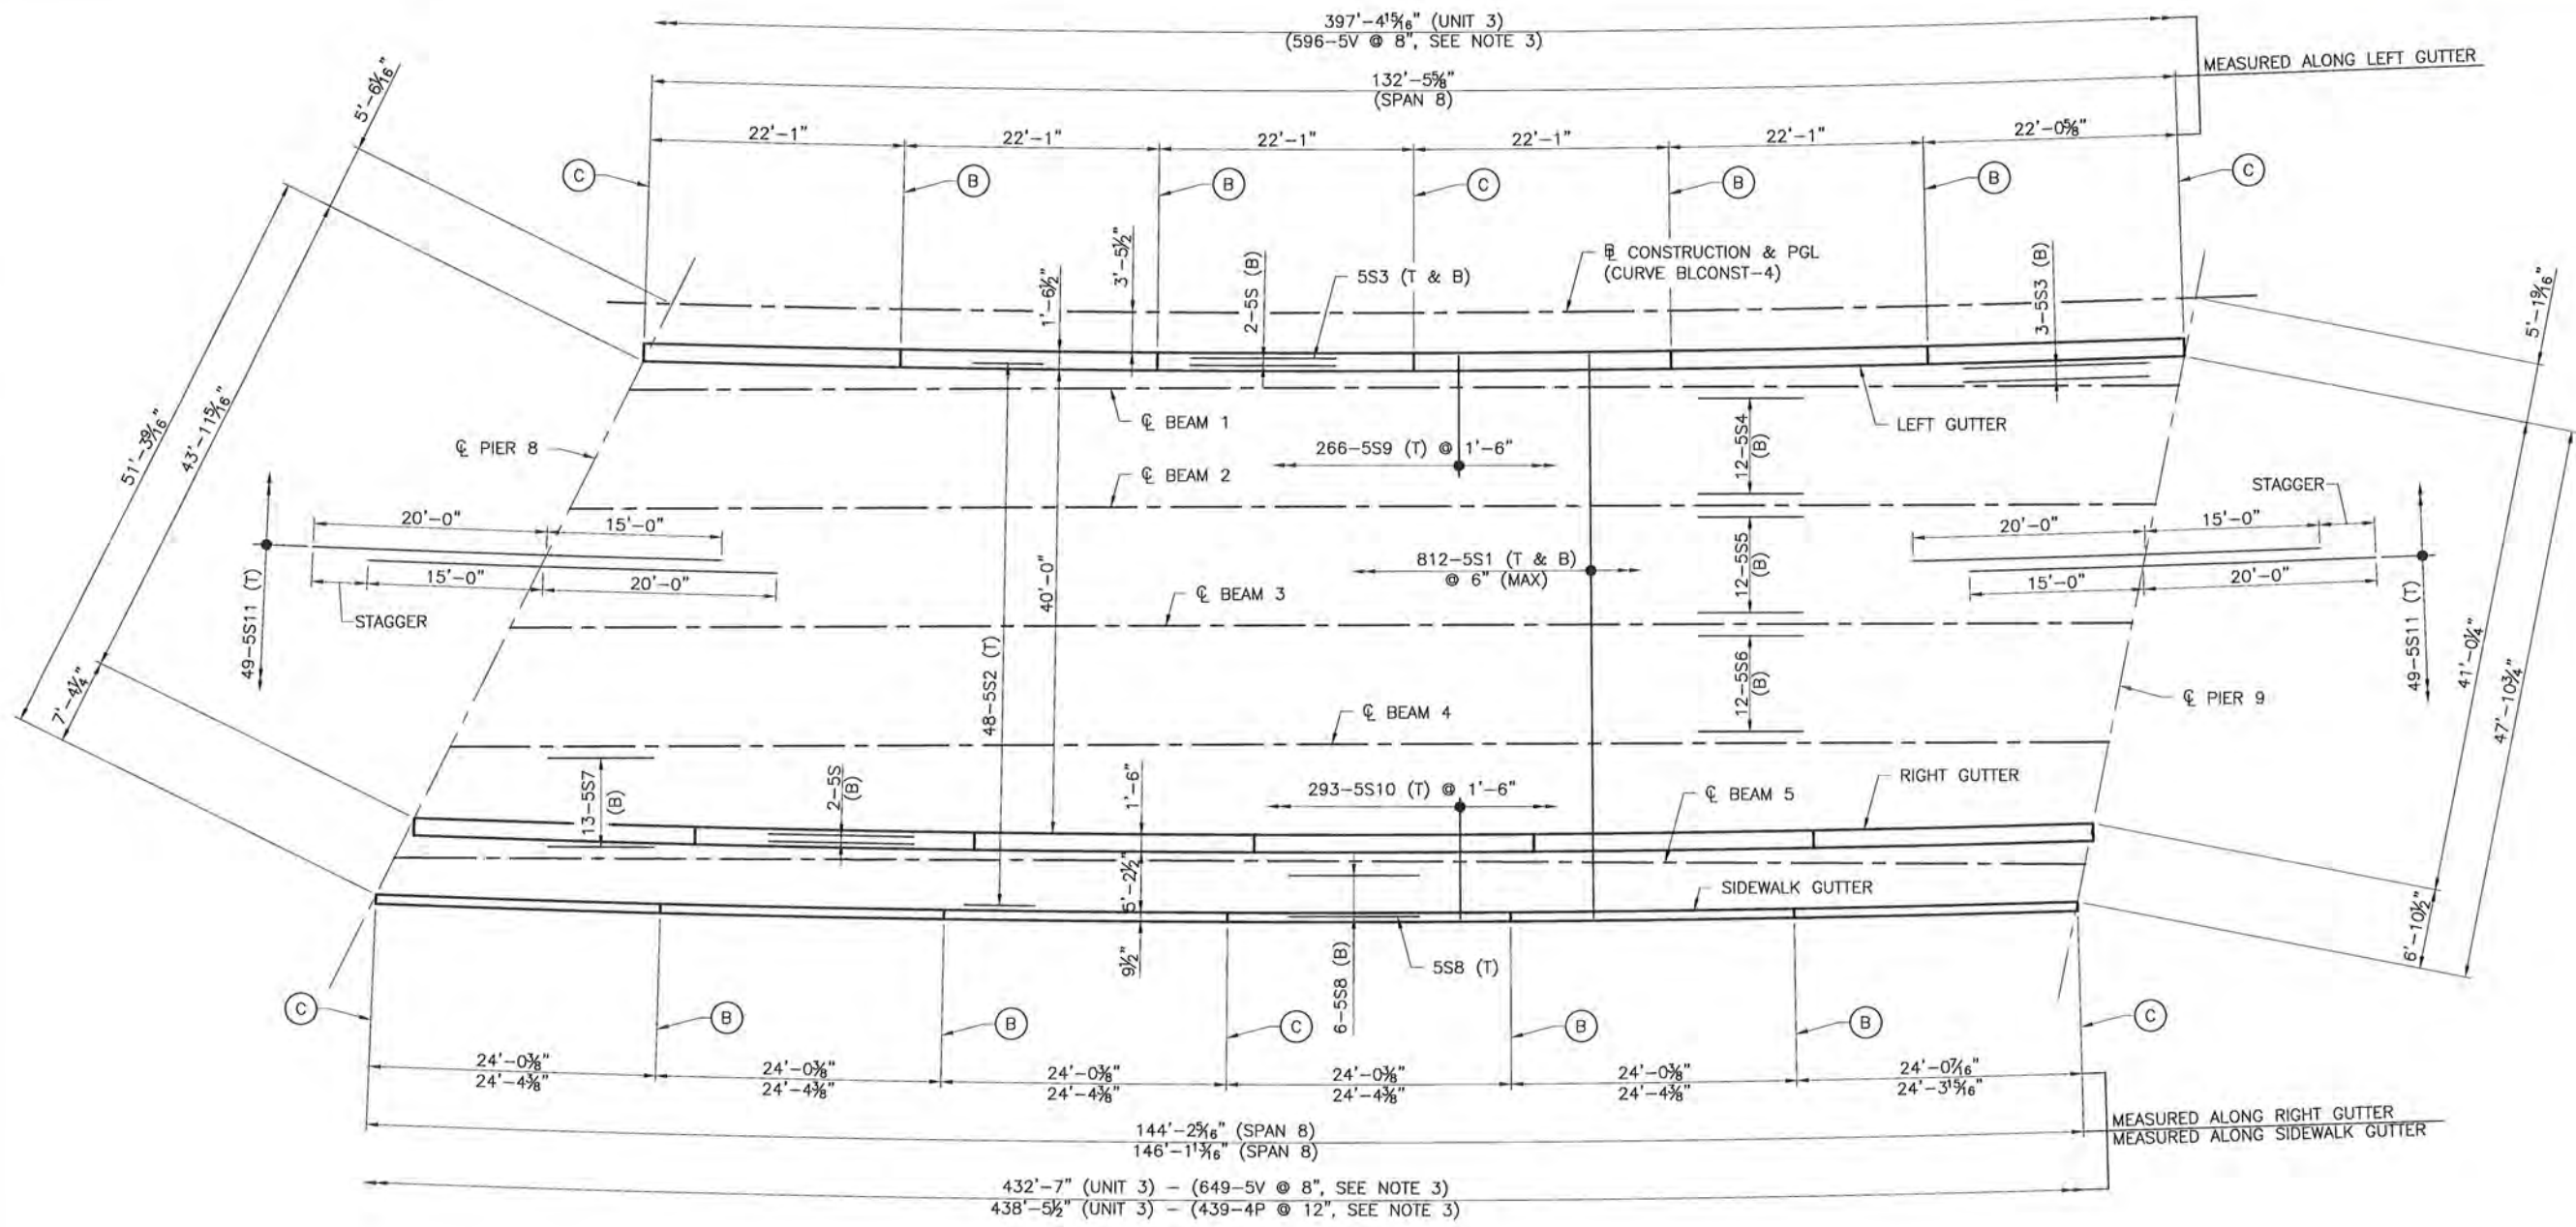 397'-4 15/16" (UNIT 3)
(596-5V @ 8", SEE NOTE 3)
MEASURED ALONG LEFT GUTTER
132'-5 5/8"
(SPAN 8)
22'-1"
22'-1"
22'-1"
22'-1"
22'-1"
22'-0 5/8"
C
B
B
C
B
B
C
5'-6 1/16"
51'-3 9/16"
43'-11 15/16"
7'-4 1/4"
1'-6 1/2"
3'-5 1/2"
2-5S (B)
5S3 (T & B)
℄ CONSTRUCTION & PGL
(CURVE BLCONST-4)
3-5S3 (B)
5'-1 9/16"
41'-0 1/4"
47'-10 3/4"
6'-10 1/2"
℄ BEAM 1
LEFT GUTTER
℄ PIER 8
266-5S9 (T) @ 1'-6"
12-5S4
(B)
℄ BEAM 2
STAGGER
20'-0"
15'-0"
15'-0"
20'-0"
STAGGER
49-5S11 (T)
812-5S1 (T & B)
@ 6" (MAX)
12-5S5
(B)
20'-0"
15'-0"
15'-0"
20'-0"
49-5S11 (T)
40'-0"
℄ BEAM 3
48-5S2 (T)
12-5S6
(B)
℄ PIER 9
℄ BEAM 4
13-5S7
(B)
2-5S
(B)
1'-6"
293-5S10 (T) @ 1'-6"
℄ BEAM 5
RIGHT GUTTER
6'-2 1/2"
SIDEWALK GUTTER
9 1/2"
6-5S8 (B)
5S8 (T)
C
B
B
C
B
B
C
24'-0 3/8"
24'-4 3/8"
24'-0 3/8"
24'-4 3/8"
24'-0 3/8"
24'-4 3/8"
24'-0 3/8"
24'-4 3/8"
24'-0 3/8"
24'-4 3/8"
24'-0 7/16"
24'-3 15/16"
144'-2 5/16" (SPAN 8)
146'-1 13/16" (SPAN 8)
MEASURED ALONG RIGHT GUTTER
MEASURED ALONG SIDEWALK GUTTER
432'-7" (UNIT 3) - (649-5V @ 8", SEE NOTE 3)
438'-5 1/2" (UNIT 3) - (439-4P @ 12", SEE NOTE 3)